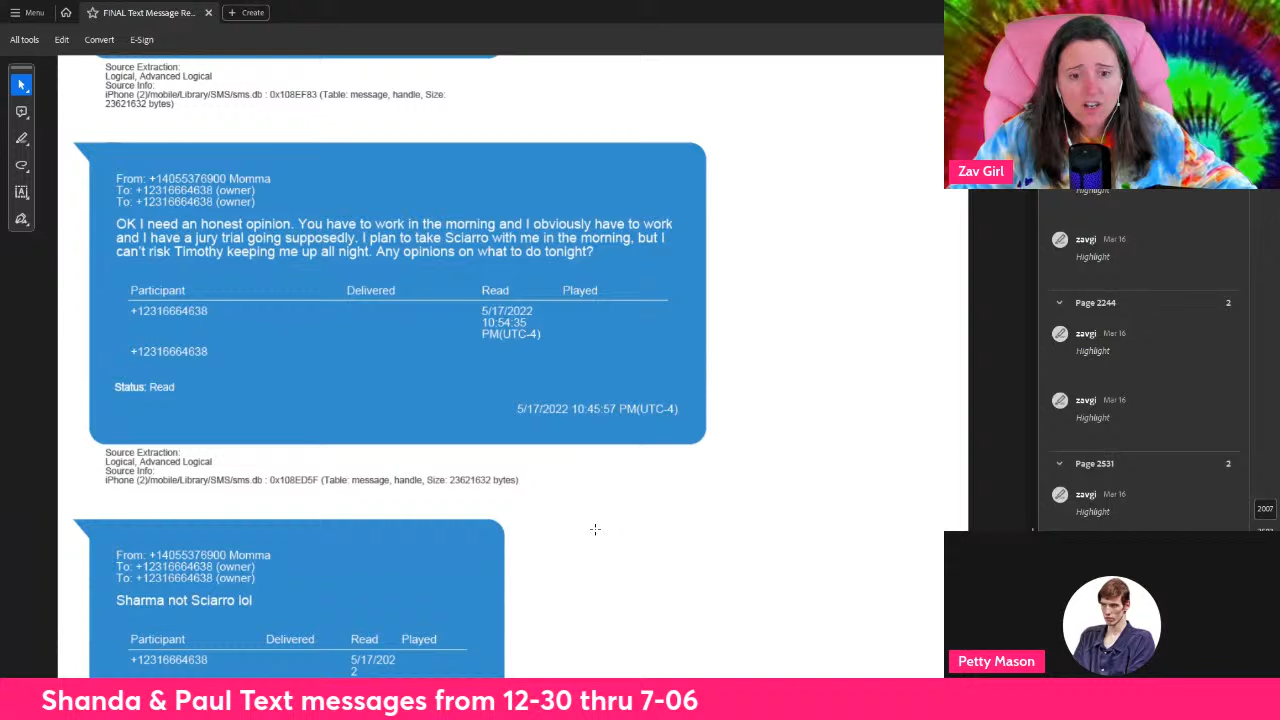 Menu
FINAL Text Message Re...
Create
All tools
Edit
Convert
E-Sign
Source Extraction:
Logical, Advanced Logical
Source Info:
iPhone (2)/mobile/Library/SMS/sms.db : 0x108EF83 (Table: message, handle, Size:
23621632 bytes)
From: +14055376900 Momma
To: +12316664638 (owner)
To: +12316664638 (owner)
OK I need an honest opinion. You have to work in the morning and I obviously have to work
and I have a jury trial going supposedly. I plan to take Sciarro with me in the morning, but I
can't risk Timothy keeping me up all night. Any opinions on what to do tonight?
Participant Delivered Read Played
+12316664638 5/17/2022
10:54:35
PM(UTC-4)
+12316664638
Status: Read
5/17/2022 10:45:57 PM(UTC-4)
Source Extraction:
Logical, Advanced Logical
Source Info:
iPhone (2)/mobile/Library/SMS/sms.db : 0x108ED5F (Table: message, handle, Size: 23621632 bytes)
From: +14055376900 Momma
To: +12316664638 (owner)
To: +12316664638 (owner)
Sharma not Sciarro lol
Participant Delivered Read Played
+12316664638 5/17/202
2
Zav Girl
Highlight
zavgi Mar 16
Highlight
Page 2244 2
zavgi Mar 16
Highlight
zavgi Mar 16
Highlight
Page 2531 2
zavgi Mar 16
Highlight
2007
Petty Mason
Shanda & Paul Text messages from 12-30 thru 7-06